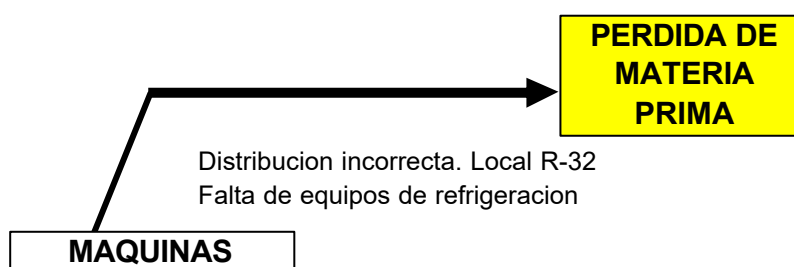 PERDIDA DE
MATERIA
PRIMA
Distribucion incorrecta. Local R-32
Falta de equipos de refrigeracion
MAQUINAS